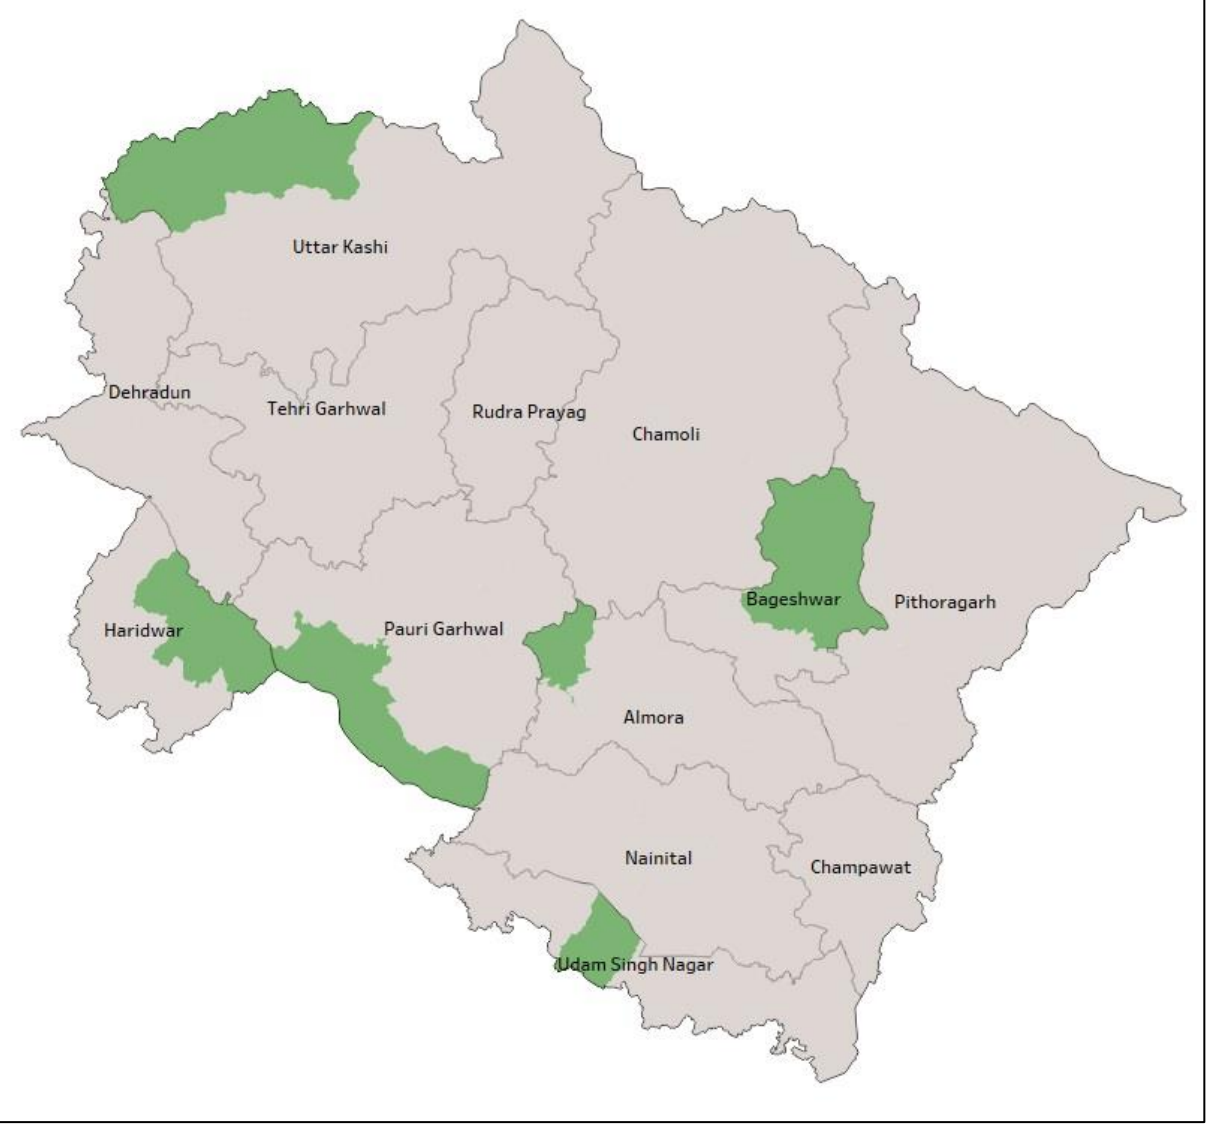 Uttar Kashi
Dehradun
Tehri Garhwal
Rudra Prayag
Chamoli
Bageshwar
Pithoragarh
Haridwar
Pauri Garhwal
Almora
Nainital
Champawat
Udam Singh Nagar